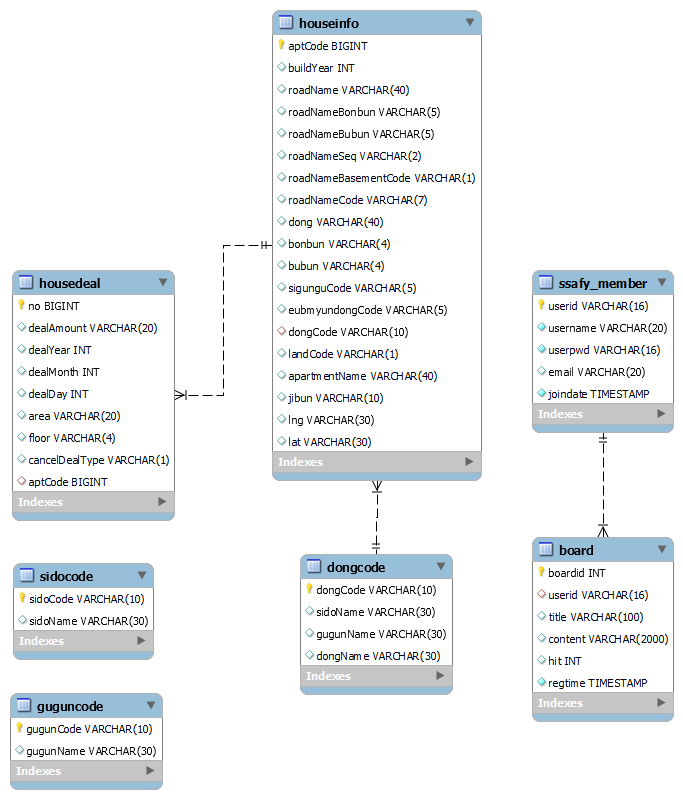 houseinfo
aptCode BIGINT
buildYear INT
roadName VARCHAR(40)
roadNameBonbun VARCHAR(5)
roadNameBubun VARCHAR(5)
roadNameSeq VARCHAR(2)
roadNameBasementCode VARCHAR(1)
roadNameCode VARCHAR(7)
dong VARCHAR(40)
bonbun VARCHAR(4)
bubun VARCHAR(4)
sigunguCode VARCHAR(5)
eubmyundongCode VARCHAR(5)
dongCode VARCHAR(10)
landCode VARCHAR(1)
apartmentName VARCHAR(40)
jibun VARCHAR(10)
lng VARCHAR(30)
lat VARCHAR(30)
Indexes
housedeal
no BIGINT
dealAmount VARCHAR(20)
dealYear INT
dealMonth INT
dealDay INT
area VARCHAR(20)
floor VARCHAR(4)
cancelDealType VARCHAR(1)
aptCode BIGINT
Indexes
ssafy_member
userid VARCHAR(16)
username VARCHAR(20)
userpwd VARCHAR(16)
email VARCHAR(20)
joindate TIMESTAMP
Indexes
sidocode
sidoCode VARCHAR(10)
sidoName VARCHAR(30)
Indexes
dongcode
dongCode VARCHAR(10)
sidoName VARCHAR(30)
gugunName VARCHAR(30)
dongName VARCHAR(30)
Indexes
board
boardid INT
userid VARCHAR(16)
title VARCHAR(100)
content VARCHAR(2000)
hit INT
regtime TIMESTAMP
Indexes
guguncode
gugunCode VARCHAR(10)
gugunName VARCHAR(30)
Indexes